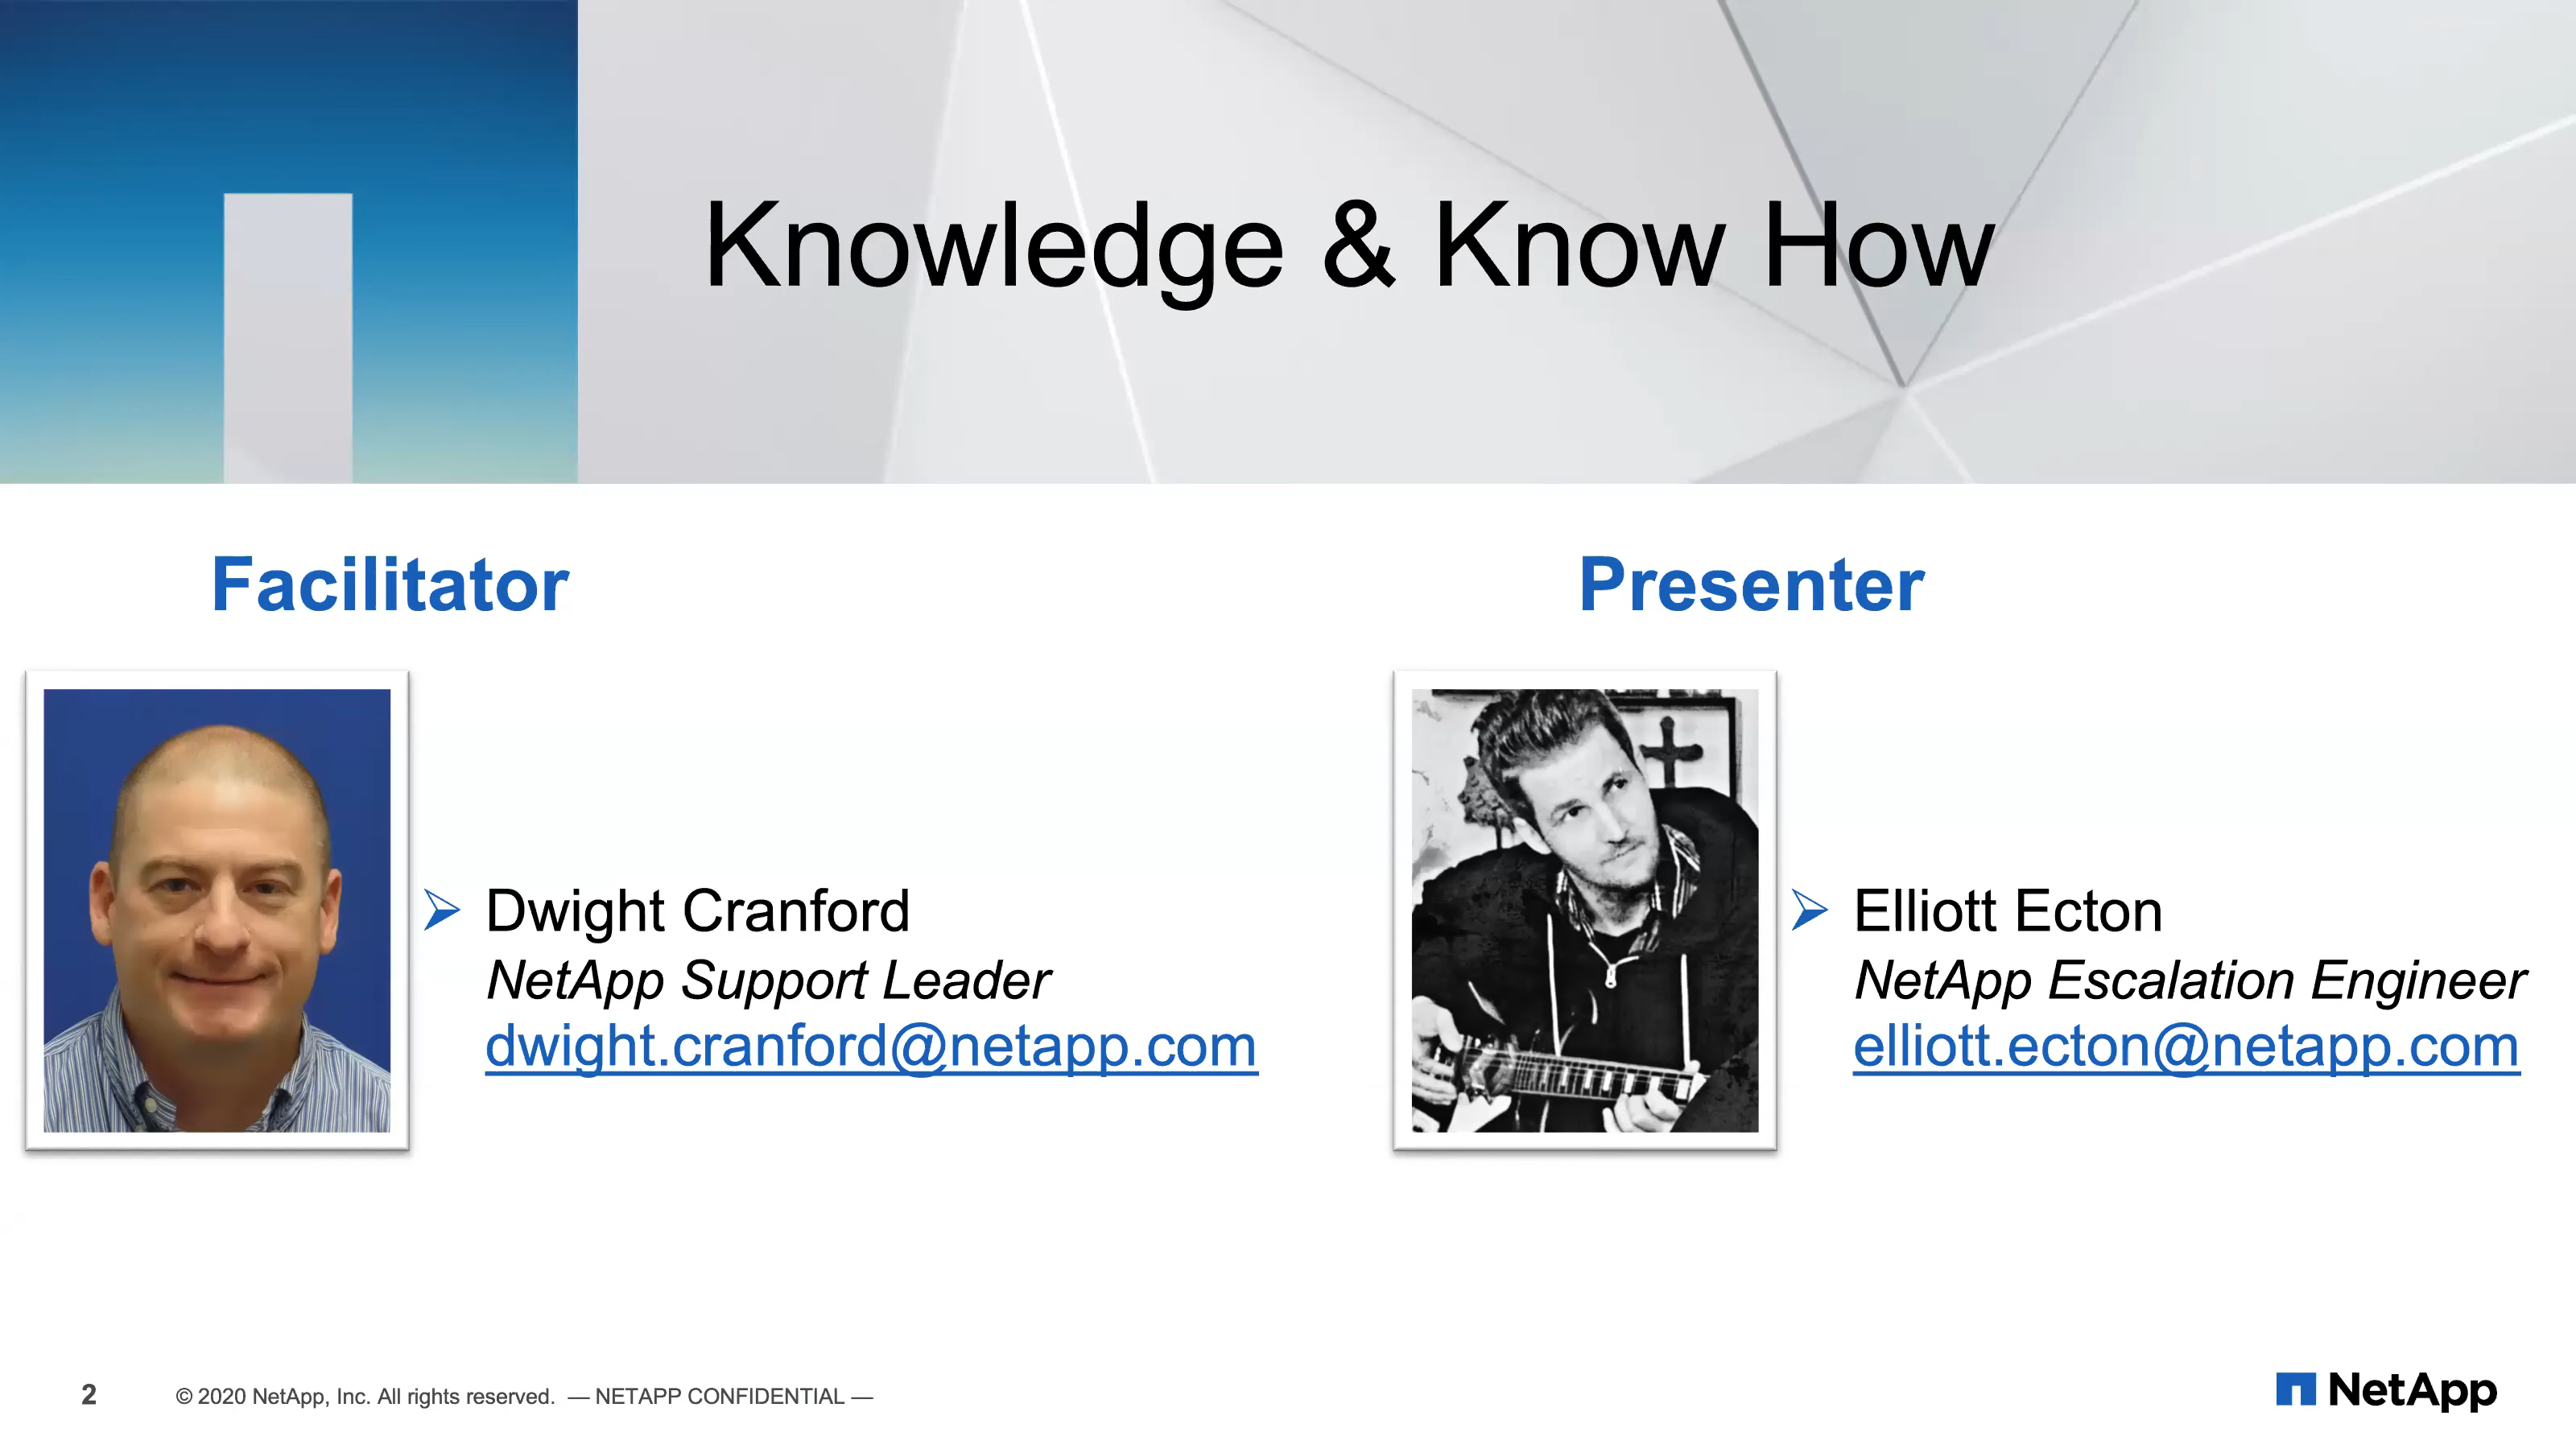 Knowledge & Know How
Facilitator
Dwight Cranford
NetApp Support Leader
dwight.cranford@netapp.com
Presenter
Elliott Ecton
NetApp Escalation Engineer
elliott.ecton@netapp.com
2 © 2020 NetApp, Inc. All rights reserved. — NETAPP CONFIDENTIAL —
NetApp